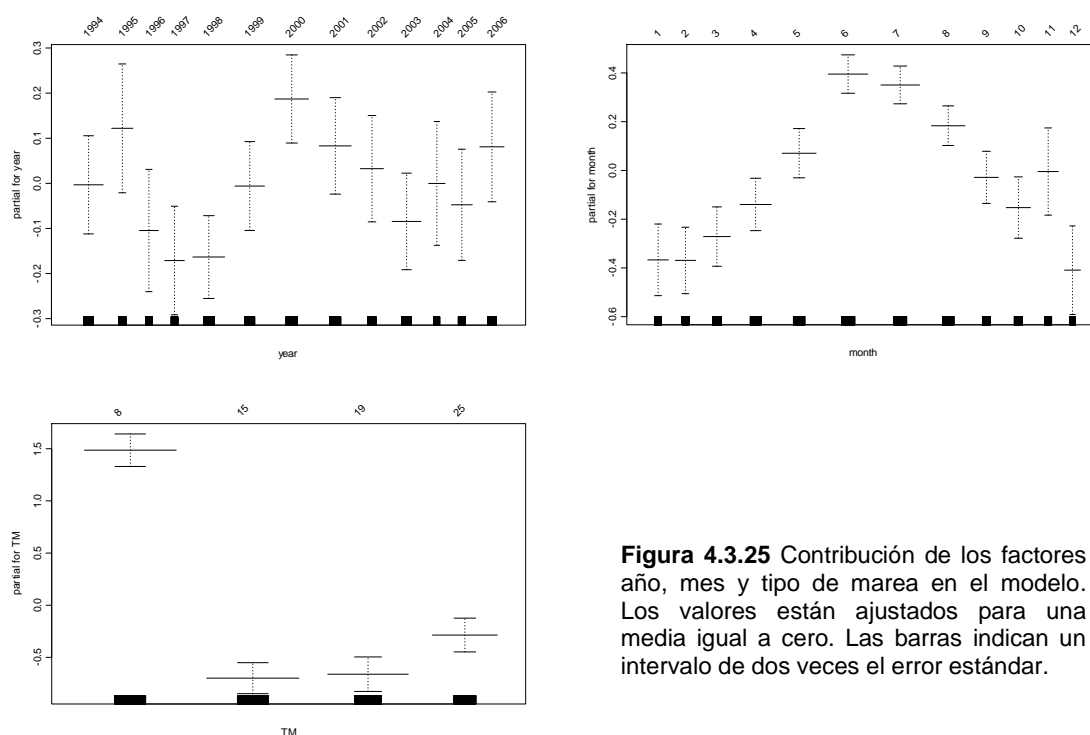 1994 1995 1996 1997 1998 1999 2000 2001 2002 2003 2004 2005 2006
0.3
0.2
0.1
0.0
-0.1
-0.2
-0.3
partial for year
year
1 2 3 4 5 6 7 8 9 10 11 12
0.4
0.2
0.0
-0.2
-0.4
-0.6
partial for month
month
8 15 19 25
1.5
1.0
0.5
0.0
-0.5
partial for TM
TM
Figura 4.3.25 Contribución de los factores
año, mes y tipo de marea en el modelo.
Los valores están ajustados para una
media igual a cero. Las barras indican un
intervalo de dos veces el error estándar.